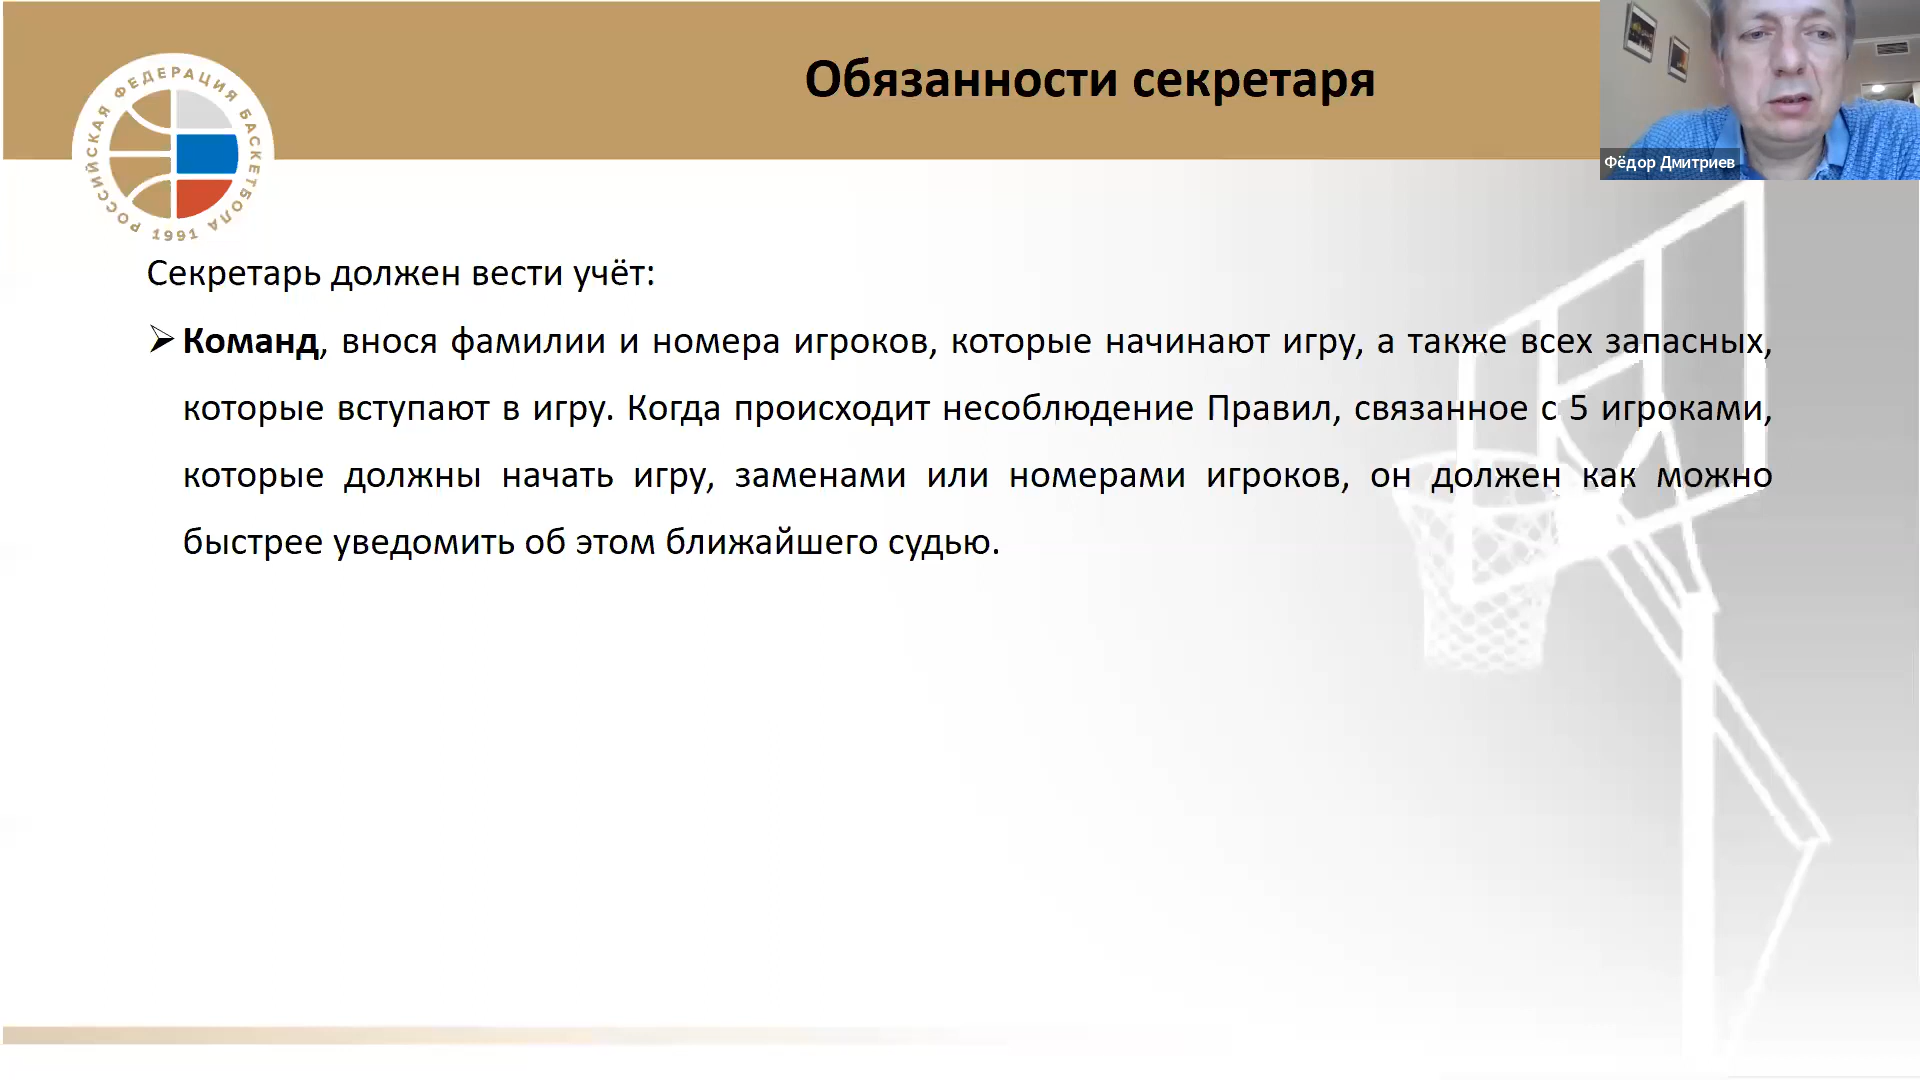 Обязанности секретаря
Фёдор Дмитриев
РОССИЙСКАЯ ФЕДЕРАЦИЯ БАСКЕТБОЛА
1991
Секретарь должен вести учёт:
Команд, внося фамилии и номера игроков, которые начинают игру, а также всех запасных,
которые вступают в игру. Когда происходит несоблюдение Правил, связанное с 5 игроками,
которые должны начать игру, заменами или номерами игроков, он должен как можно
быстрее уведомить об этом ближайшего судью.